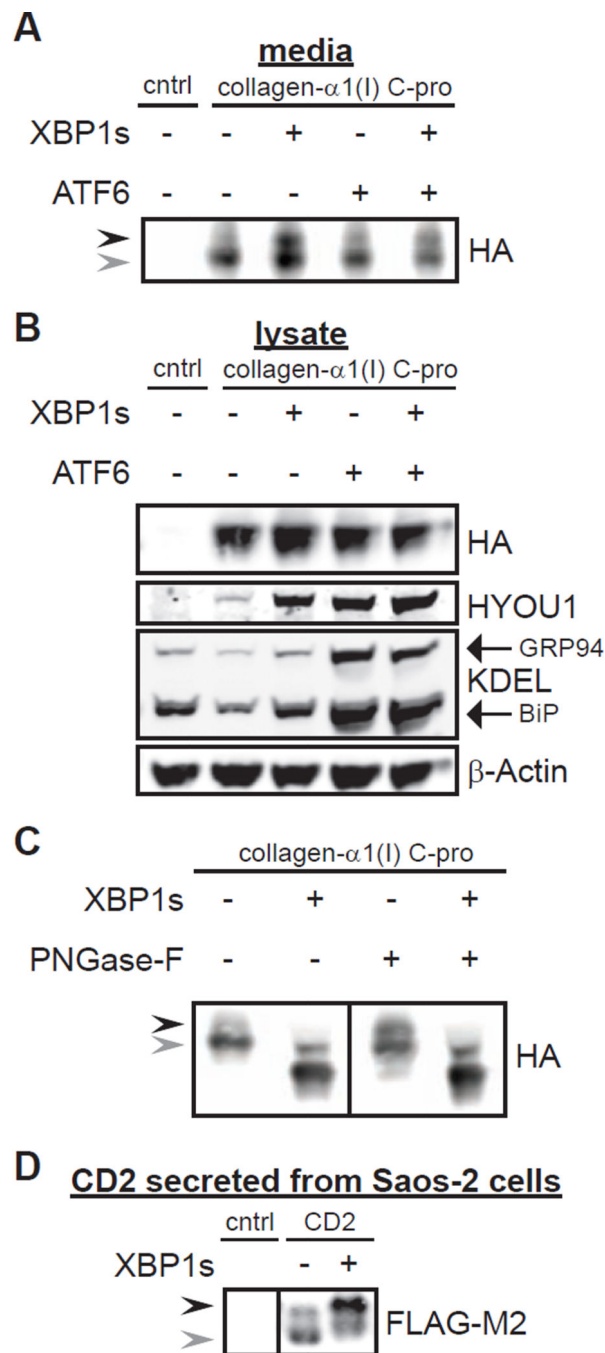 A
media
cntrl collagen-α1(I) C-pro
XBP1s - - + - +
ATF6 - - - + +
HA
B
lysate
cntrl collagen-α1(I) C-pro
XBP1s - - + - +
ATF6 - - - + +
HA
HYOU1
GRP94
KDEL
BiP
β-Actin
C
collagen-α1(I) C-pro
XBP1s - + - +
PNGase-F - - + +
HA
D
CD2 secreted from Saos-2 cells
cntrl CD2
XBP1s - +
FLAG-M2